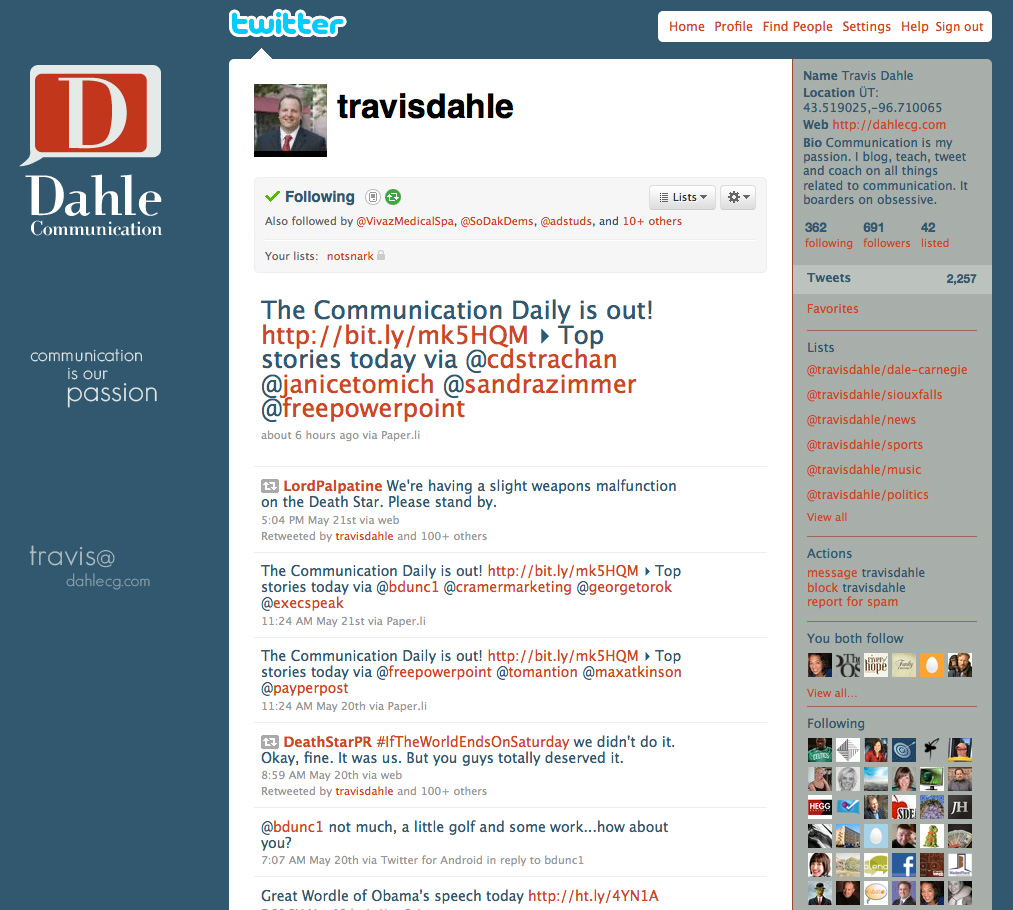 twitter
Home Profile Find People Settings Help Sign out
D
Dahle
Communication
communication
is our
passion
travis@
dahlecg.com
travisdahle
Following
Lists
Also followed by @VivazMedicalSpa, @SoDakDems, @adstuds, and 10+ others
Your lists: notsnark
The Communication Daily is out!
http://bit.ly/mk5HQM ▸ Top
stories today via @cdstrachan
@janicetomich @sandrazimmer
@freepowerpoint
about 6 hours ago via Paper.li
LordPalpatine We're having a slight weapons malfunction
on the Death Star. Please stand by.
5:04 PM May 21st via web
Retweeted by travisdahle and 100+ others
The Communication Daily is out! http://bit.ly/mk5HQM ▸ Top
stories today via @bdunc1 @cramermarketing @georgetorok
@execspeak
11:24 AM May 21st via Paper.li
The Communication Daily is out! http://bit.ly/mk5HQM ▸ Top
stories today via @freepowerpoint @tomantion @maxatkinson
@payperpost
11:24 AM May 20th via Paper.li
DeathStarPR #IfTheWorldEndsOnSaturday we didn't do it.
Okay, fine. It was us. But you guys totally deserved it.
8:59 AM May 20th via web
Retweeted by travisdahle and 100+ others
@bdunc1 not much, a little golf and some work...how about
you?
7:07 AM May 20th via Twitter for Android in reply to bdunc1
Great Wordle of Obama's speech today http://ht.ly/4YN1A
Name Travis Dahle
Location ÜT:
43.519025,-96.710065
Web http://dahlecg.com
Bio Communication is my
passion. I blog, teach, tweet
and coach on all things
related to communication. It
boarders on obsessive.
362 691 42
following followers listed
Tweets 2,257
Favorites
Lists
@travisdahle/dale-carnegie
@travisdahle/siouxfalls
@travisdahle/news
@travisdahle/sports
@travisdahle/music
@travisdahle/politics
View all
Actions
message travisdahle
block travisdahle
report for spam
You both follow
hope
View all...
Following
HEGG
SDE
JH
f